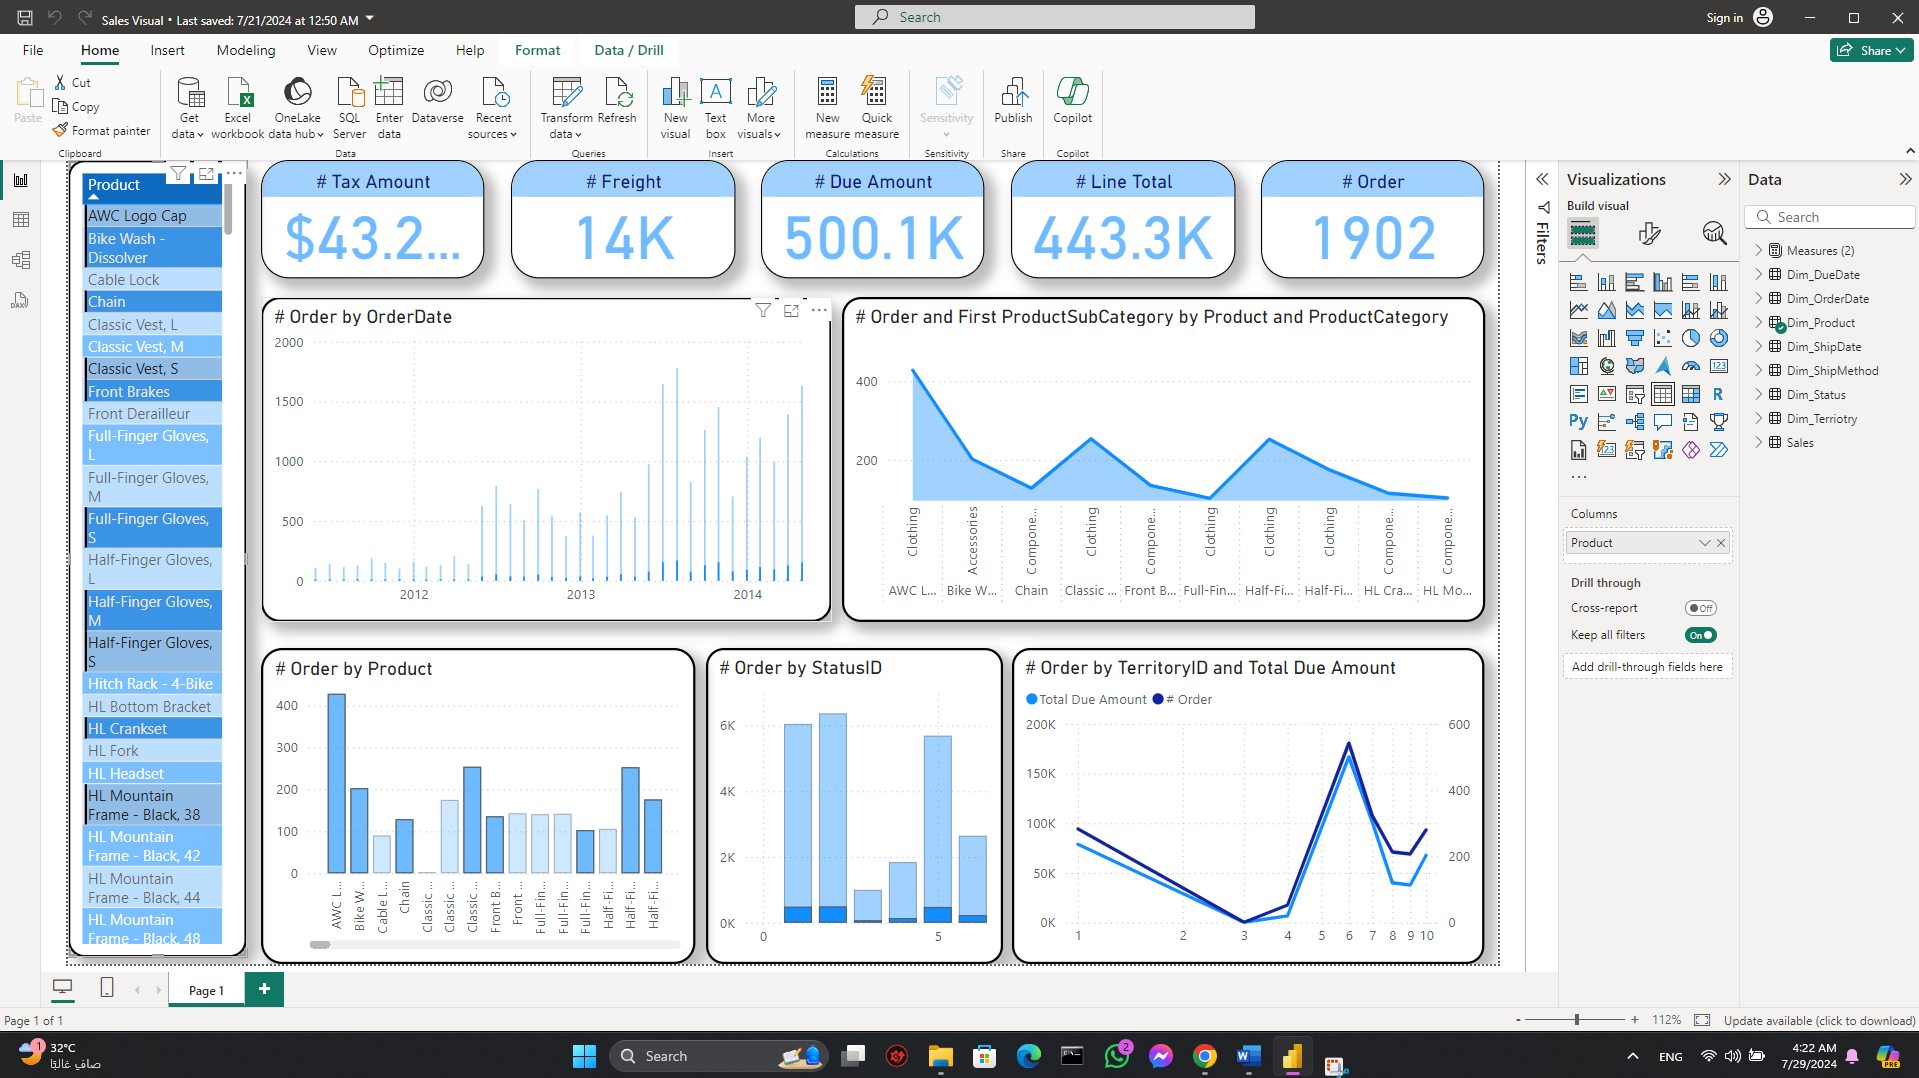 Sales Visual • Last saved: 7/21/2024 at 12:50 AM
Search
Sign in
File
Home
Insert
Modeling
View
Optimize
Help
Format
Data / Drill
Share
Paste
Cut
Copy
Format painter
Clipboard
Get data
Excel workbook
OneLake data hub
SQL Server
Enter data
Dataverse
Recent sources
Data
Transform data
Refresh
Queries
New visual
Text box
More visuals
Insert
New measure
Quick measure
Calculations
Sensitivity
Sensitivity
Publish
Share
Copilot
Copilot
Product
AWC Logo Cap
Bike Wash -
Dissolver
Cable Lock
Chain
Classic Vest, L
Classic Vest, M
Classic Vest, S
Front Brakes
Front Derailleur
Full-Finger Gloves,
L
Full-Finger Gloves,
M
Full-Finger Gloves,
S
Half-Finger Gloves,
L
Half-Finger Gloves,
M
Half-Finger Gloves,
S
Hitch Rack - 4-Bike
HL Bottom Bracket
HL Crankset
HL Fork
HL Headset
HL Mountain
Frame - Black, 38
HL Mountain
Frame - Black, 42
HL Mountain
Frame - Black, 44
HL Mountain
Frame - Black, 48
# Tax Amount
$43.2...
# Freight
14K
# Due Amount
500.1K
# Line Total
443.3K
# Order
1902
# Order by OrderDate
2000
1500
1000
500
0
2012 2013 2014
# Order and First ProductSubCategory by Product and ProductCategory
400
200
Clothing Accessories Compone... Clothing Compone... Clothing Clothing Clothing Compone... Compone...
AWC L... Bike W... Chain Classic ... Front B... Full-Fin... Half-Fi... Half-Fi... HL Cra... HL Mo...
# Order by Product
400
300
200
100
0
AWC L... Bike W... Cable L... Chain Classic ... Classic ... Classic ... Front B... Front ... Full-Fin... Full-Fin... Full-Fin... Half-Fi... Half-Fi... Half-Fi...
# Order by StatusID
6K
4K
2K
0K
0 5
# Order by TerritoryID and Total Due Amount
Total Due Amount # Order
200K 600
150K
400
100K
200
50K
0K 0
1 2 3 4 5 6 7 8 9 10
Filters
Visualizations
Build visual
123
R
Py
123
...
Columns
Product
Drill through
Cross-report
Off
Keep all filters
On
Add drill-through fields here
Data
Search
Measures (2)
Dim_DueDate
Dim_OrderDate
Dim_Product
Dim_ShipDate
Dim_ShipMethod
Dim_Status
Dim_Terriotry
Sales
DAX
Page 1
Page 1 of 1
112%
Update available (click to download)
1
32°C
صافٍ غالبًا
Search
2
ENG
4:22 AM
7/29/2024
PRE